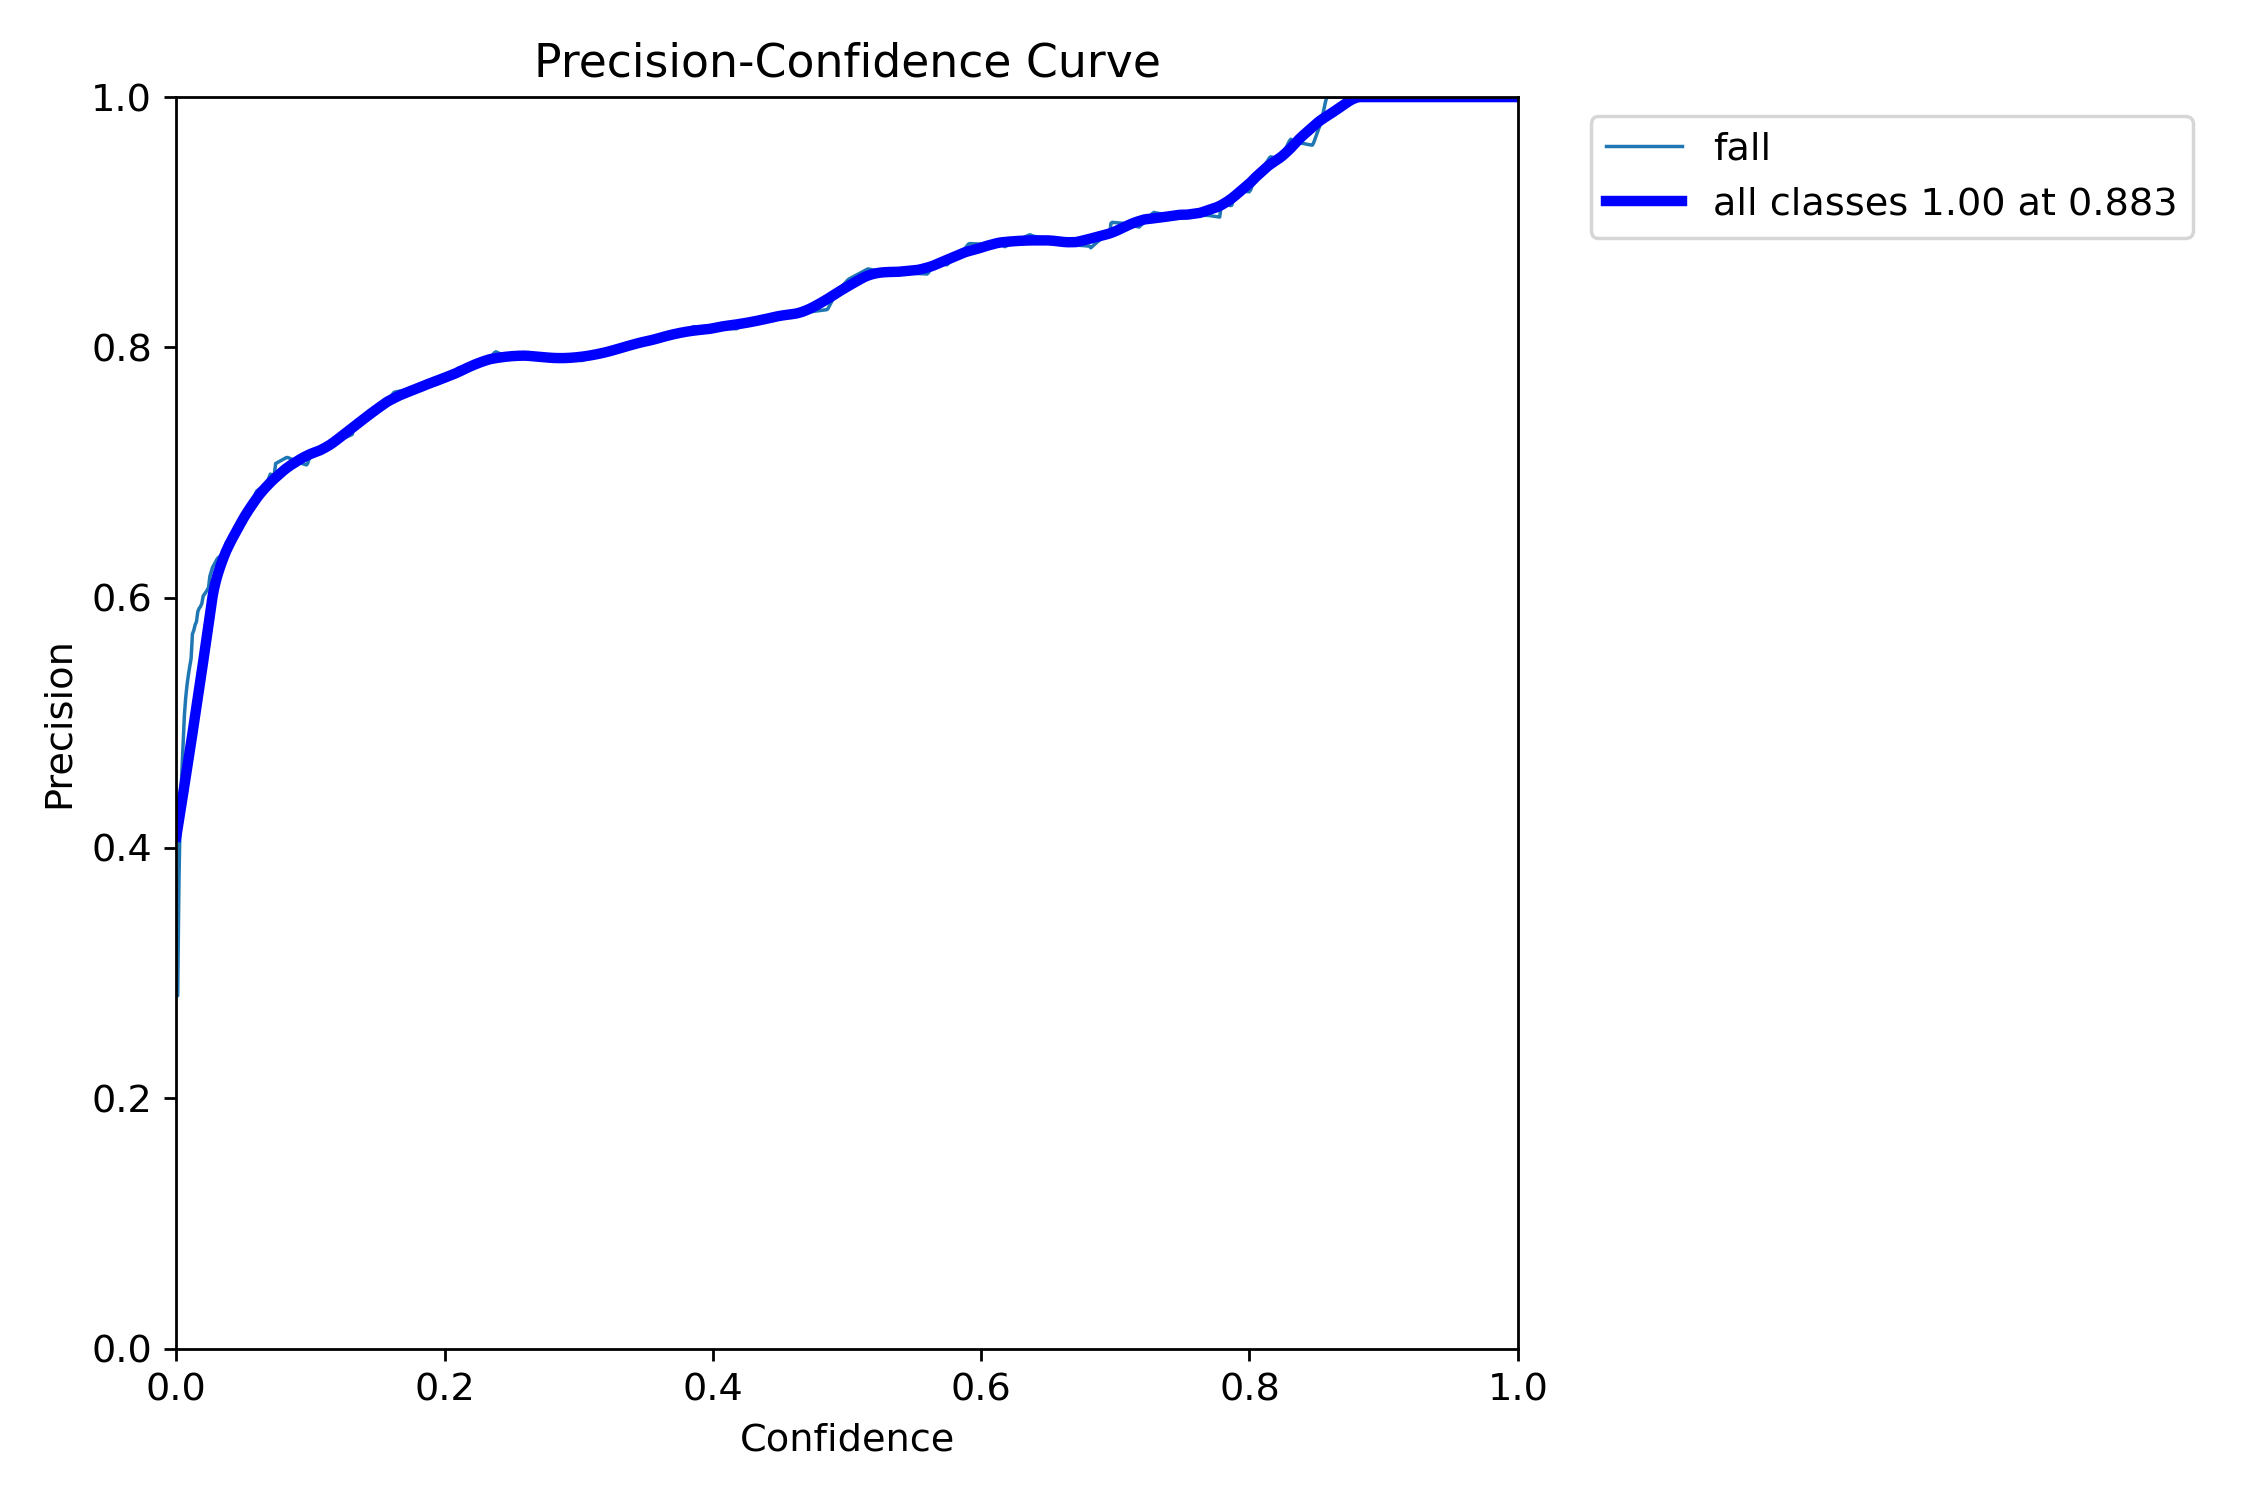 Precision-Confidence Curve
1.0
0.8
0.6
0.4
0.2
0.0
Precision
0.0 0.2 0.4 0.6 0.8 1.0
Confidence
fall
all classes 1.00 at 0.883